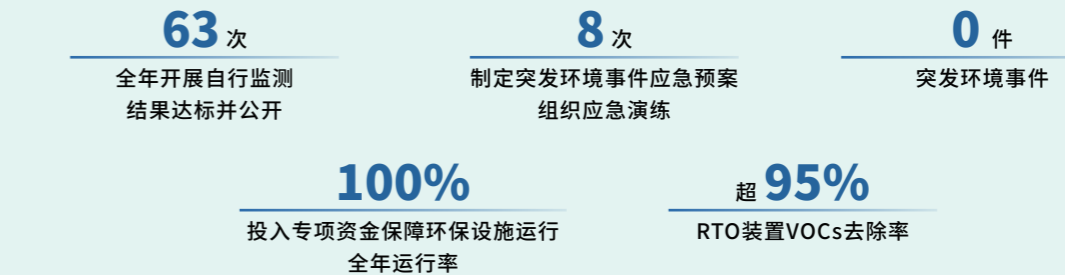 63 次
全年开展自行监测
结果达标并公开
8 次
制定突发环境事件应急预案
组织应急演练
0 件
突发环境事件
100%
投入专项资金保障环保设施运行
全年运行率
超 95%
RTO装置VOCs去除率